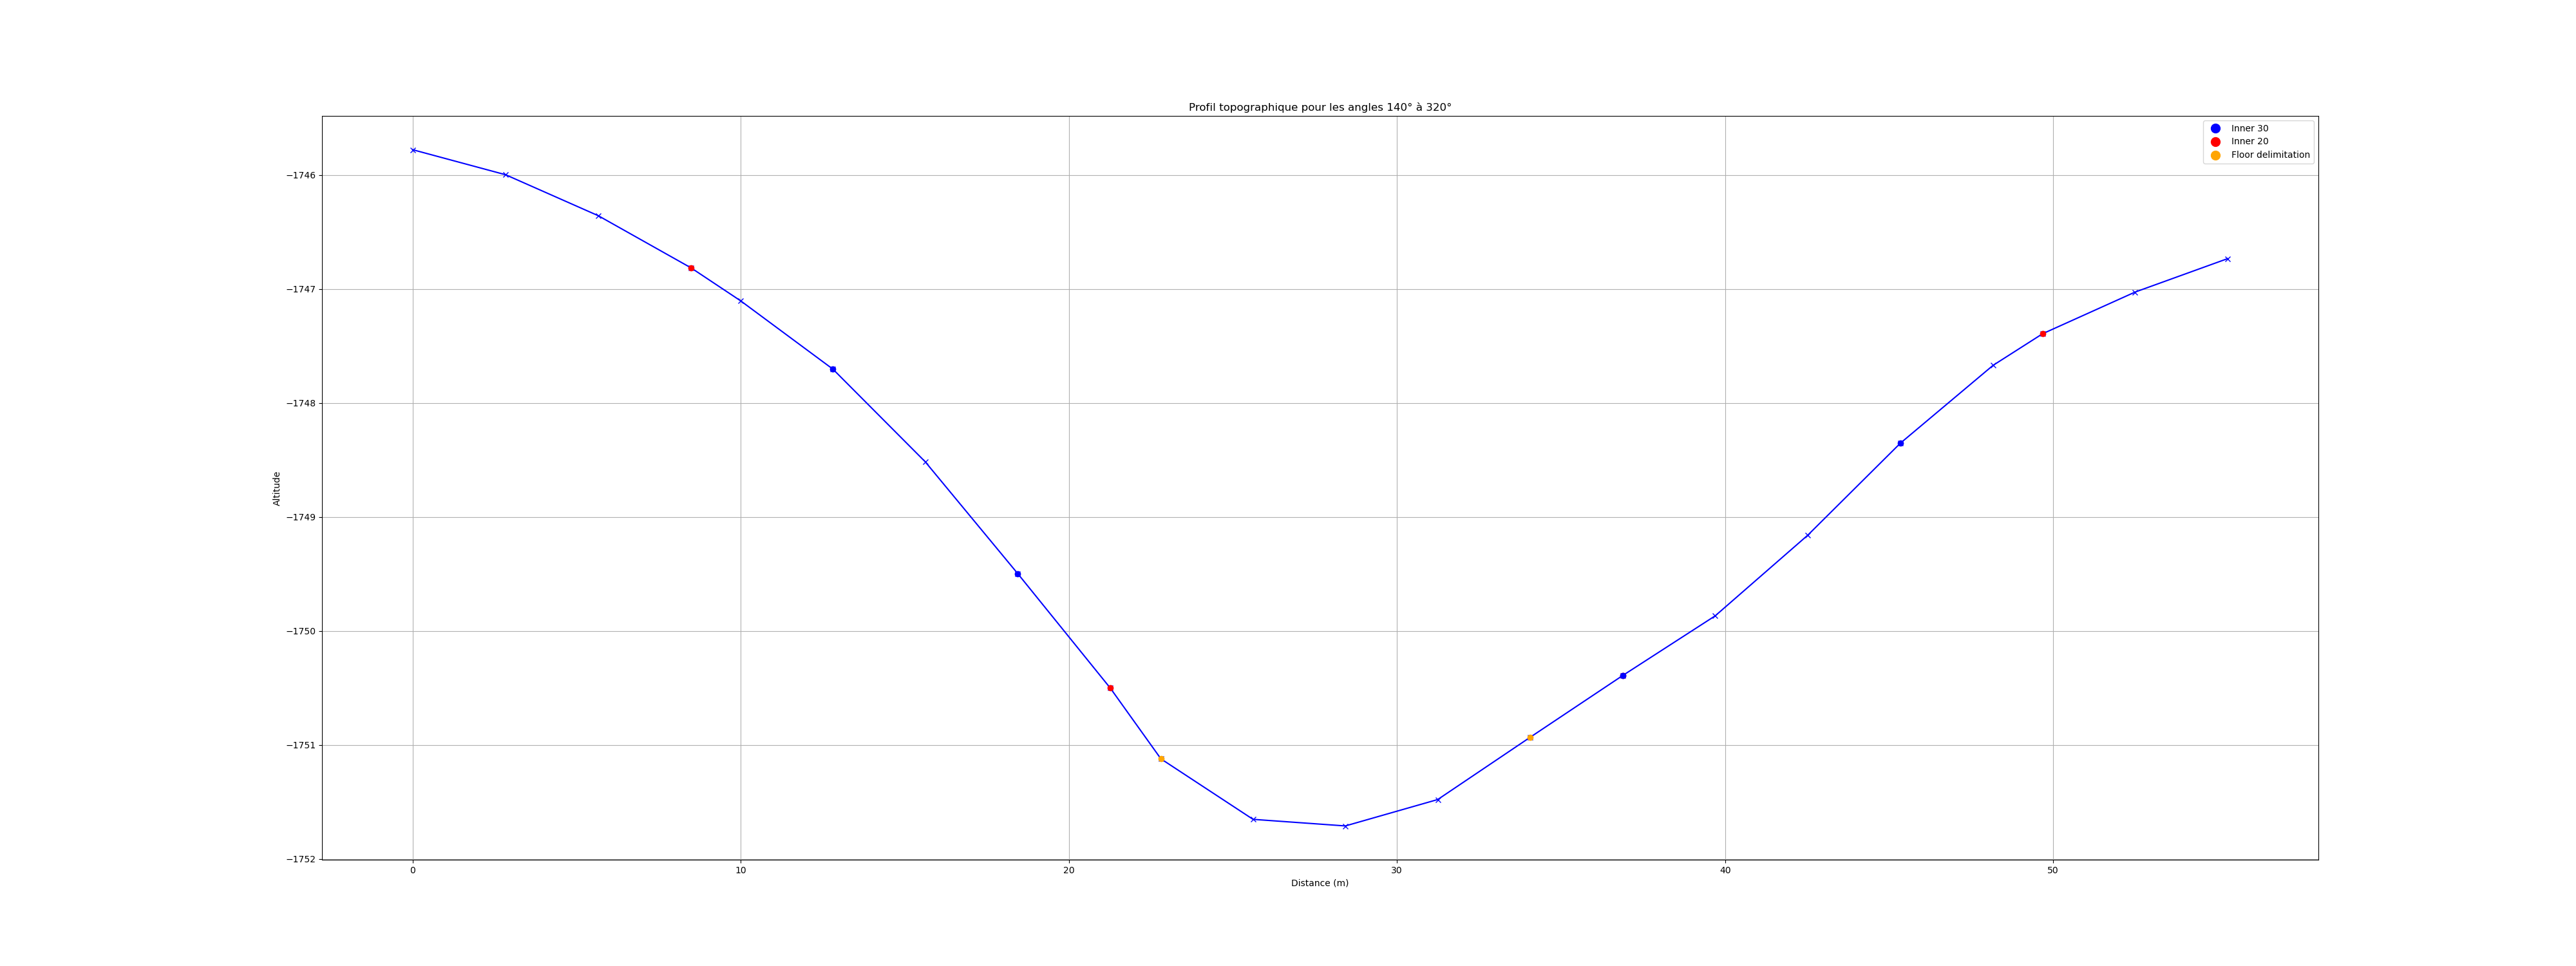 Profil topographique pour les angles 140° à 320°
Inner 30
Inner 20
Floor delimitation
−1746
−1747
−1748
−1749
−1750
−1751
−1752
Altitude
0 10 20 30 40 50
Distance (m)